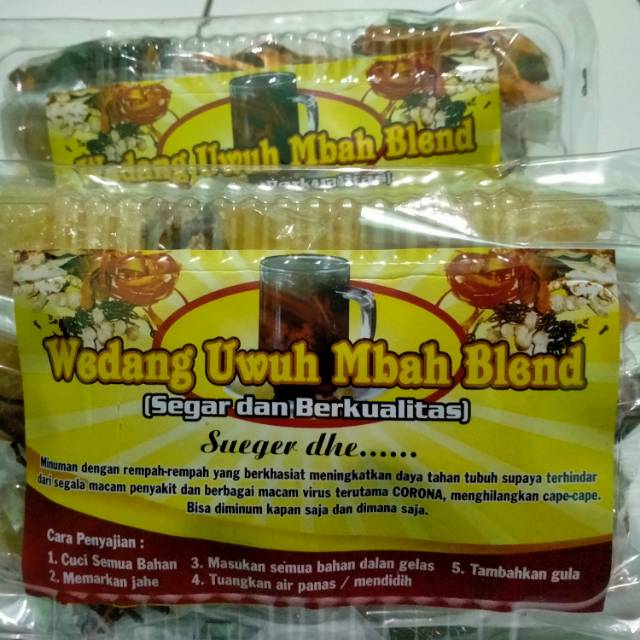 Wedang Uwuh Mbah Blend
Wedang Uwuh Mbah Blend
(Segar dan Berkualitas)
Sueger dhe......
Minuman dengan rempah-rempah yang berkhasiat meningkatkan daya tahan tubuh supaya terhindar
dari segala macam penyakit dan berbagai macam virus terutama CORONA, menghilangkan cape-cape.
Bisa diminum kapan saja dan dimana saja.
Cara Penyajian :
1. Cuci Semua Bahan
2. Memarkan jahe
3. Masukan semua bahan dalan gelas
4. Tuangkan air panas / mendidih
5. Tambahkan gula